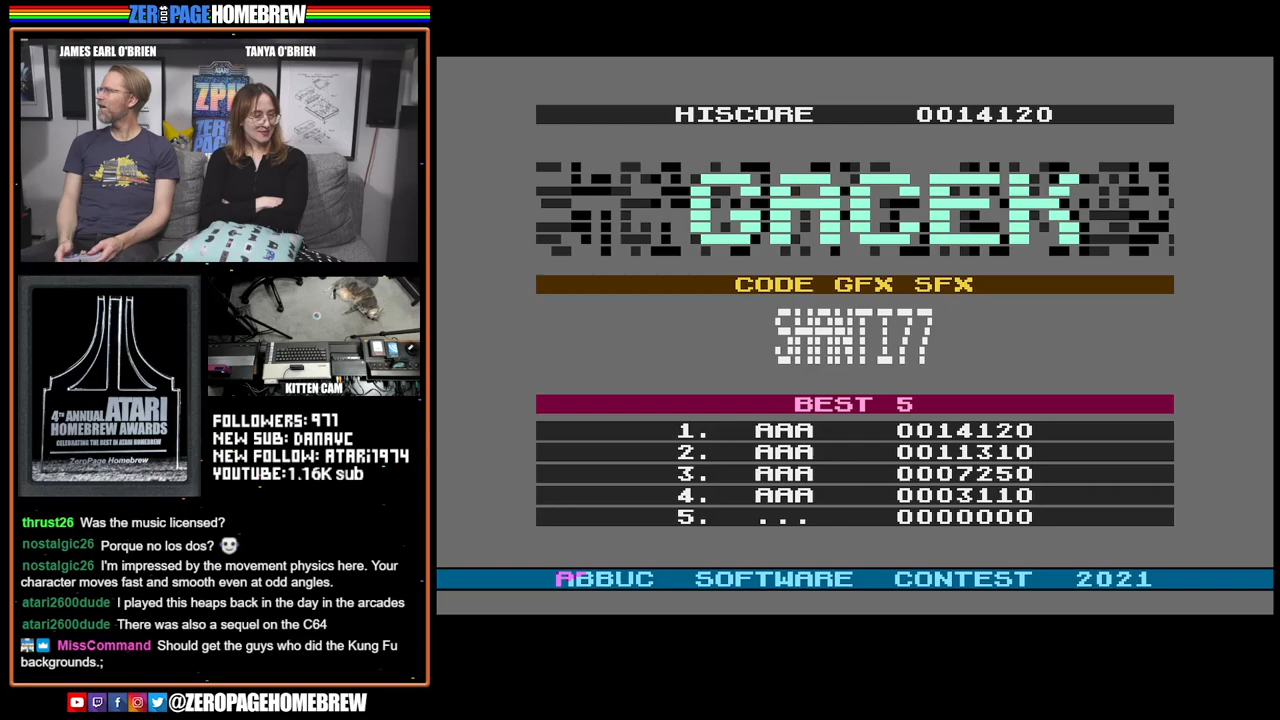 ZEROPAGE HOMEBREW
JAMES EARL O'BRIEN
TANYA O'BRIEN
ATARI
ZPH
ZERO
PAGE
4TH ANNUAL ATARI
HOMEBREW AWARDS
CELEBRATING THE BEST IN ATARI HOMEBREW
ZeroPage Homebrew
KITTEN CAM
FOLLOWERS: 971
NEW SUB: DANAYC
NEW FOLLOW: ATARI1974
YOUTUBE:1.16K sub
thrust26 Was the music licensed?
nostalgic26 Porque no los dos?
nostalgic26 I'm impressed by the movement physics here. Your
character moves fast and smooth even at odd angles.
atari2600dude I played this heaps back in the day in the arcades
atari2600dude There was also a sequel on the C64
MissCommand Should get the guys who did the Kung Fu
backgrounds.;
@ZEROPAGEHOMEBREW
HISCORE 0014120
GACEK
CODE GFX SFX
SHANTI77
BEST 5
1. AAA 0014120
2. AAA 0011310
3. AAA 0007250
4. AAA 0003110
5. ... 0000000
ABBUC SOFTWARE CONTEST 2021